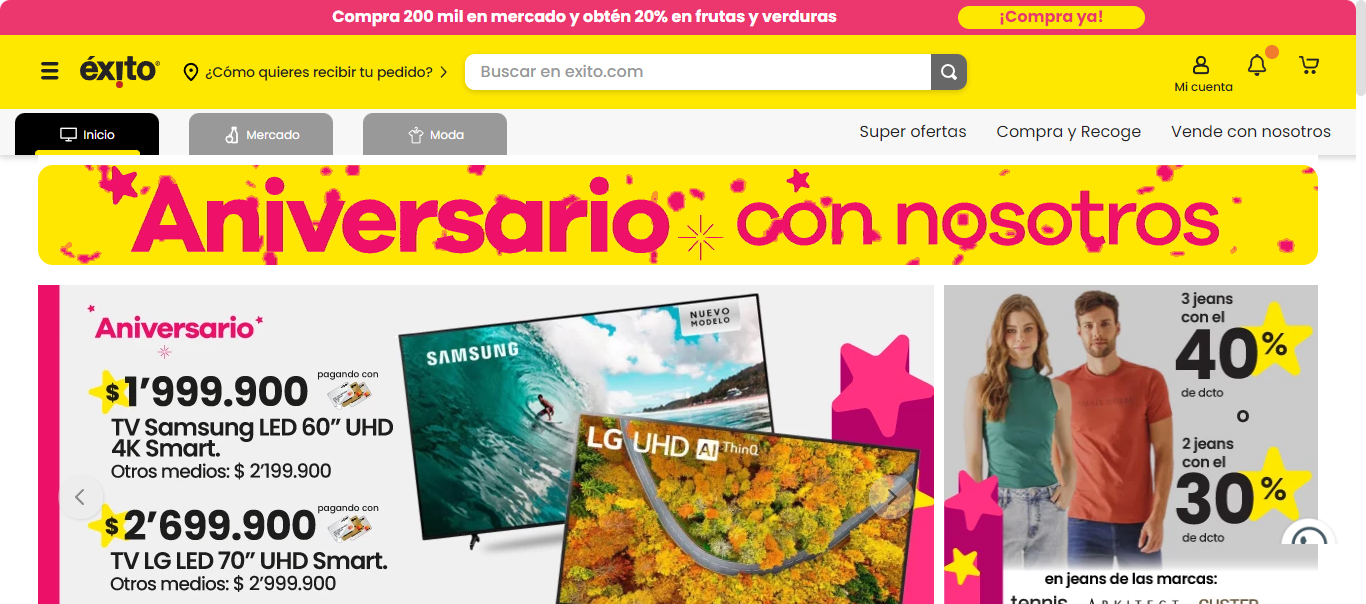 Compra 200 mil en mercado y obtén 20% en frutas y verduras
¡Compra ya!
éxito
¿Cómo quieres recibir tu pedido?
Buscar en exito.com
Mi cuenta
Inicio
Mercado
Moda
Super ofertas
Compra y Recoge
Vende con nosotros
Aniversario con nosotros
Aniversario
$1’999.900
pagando con
TV Samsung LED 60” UHD
4K Smart.
Otros medios: $ 2’199.900
$2’699.900
pagando con
TV LG LED 70” UHD Smart.
Otros medios: $ 2’999.900
SAMSUNG
NUEVO
MODELO
LG UHD AI ThinQ
3 jeans
con el
40%
de dcto
o
2 jeans
con el
30%
de dcto
en jeans de las marcas:
tennis ARKITECT CUSTER